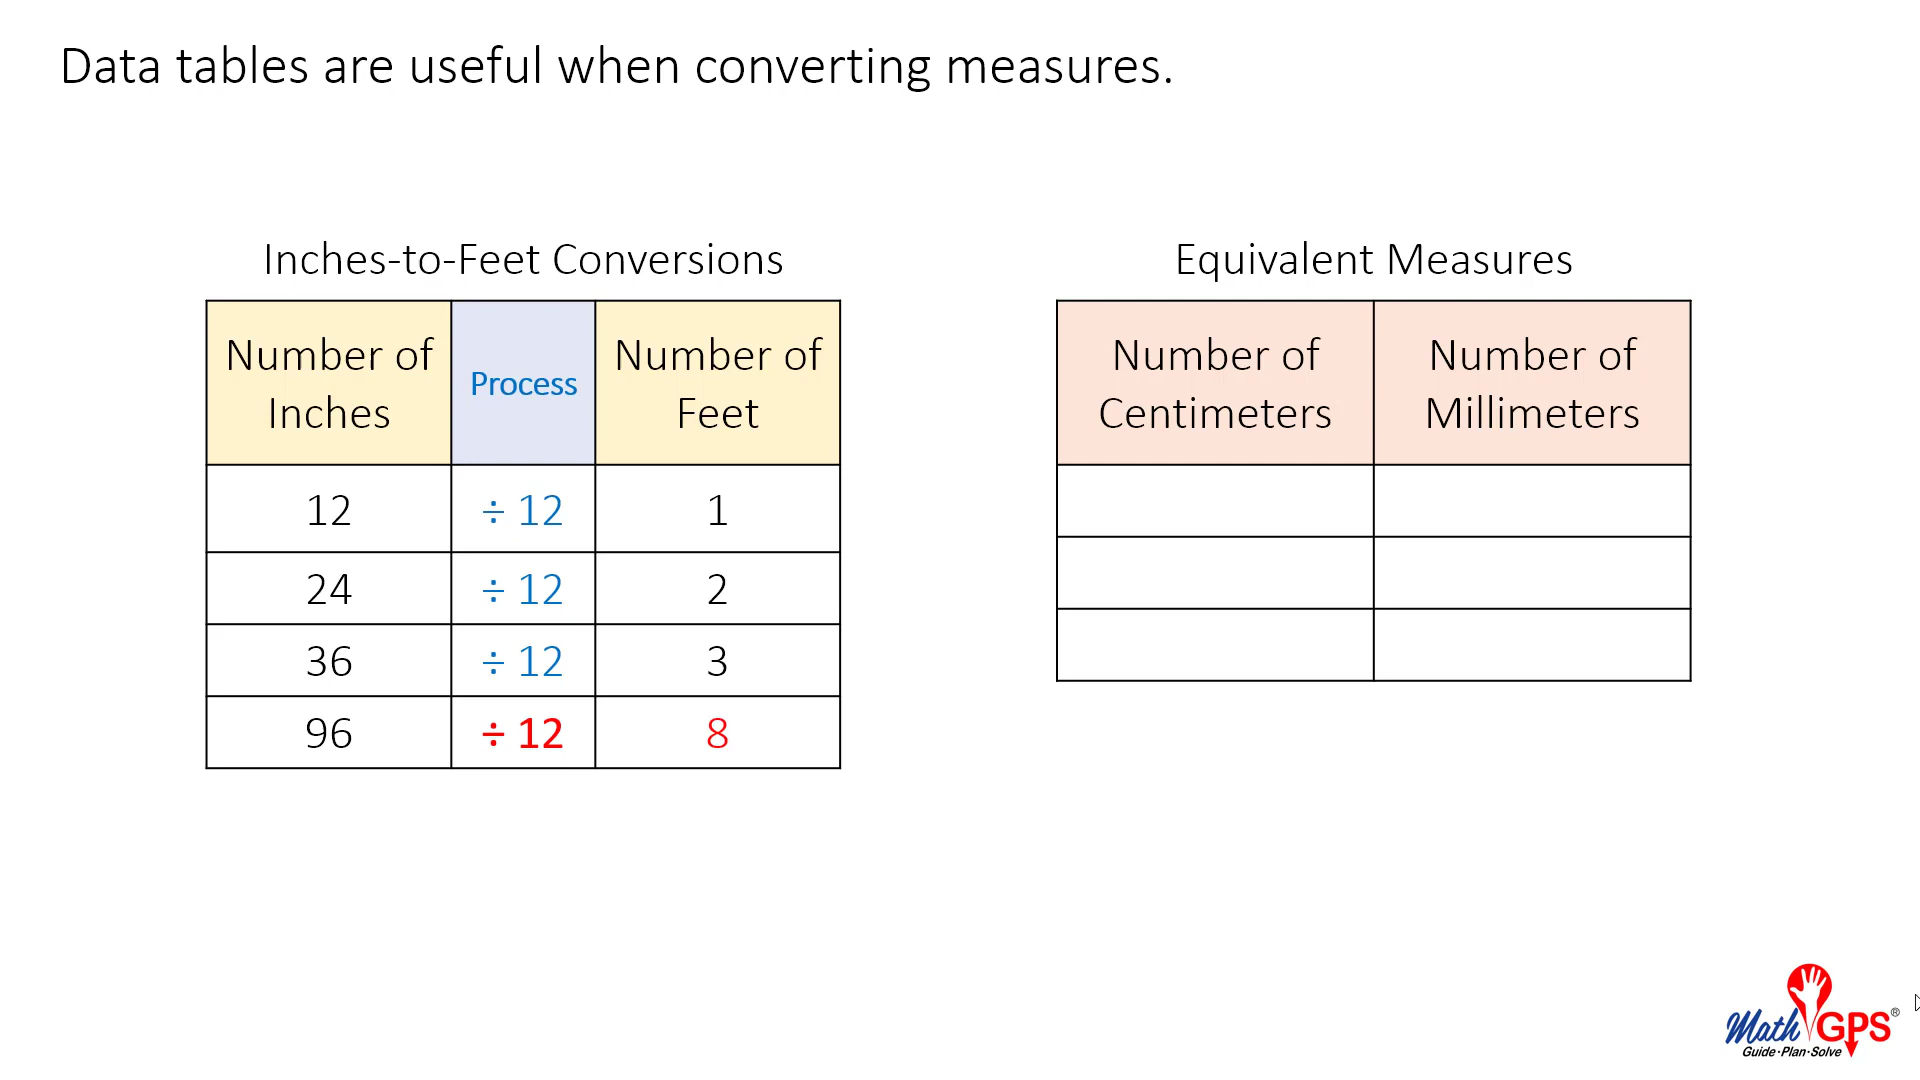 Data tables are useful when converting measures.
Inches-to-Feet Conversions
Number of Inches Process Number of Feet
12 ÷ 12 1
24 ÷ 12 2
36 ÷ 12 3
96 ÷ 12 8
Equivalent Measures
Number of Centimeters Number of Millimeters
Math GPS®
Guide·Plan·Solve